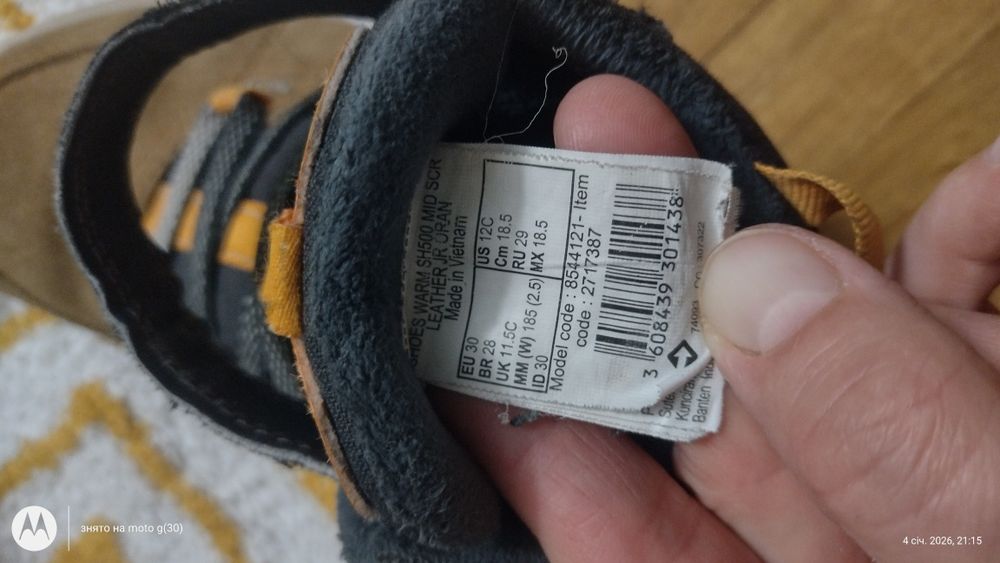 SHOES WARM SH500 MID SCR
LEATHER JR ORAN
Made in Vietnam
EU 30
US 12C
BR 28
Cm 18.5
UK 11.5C
RU 29
MM (W) 185 (2.5)
MX 18.5
ID 30
Model code : 8544121- Item
code : 2717387
3 608439 301438
Banten
знято на moto g(30)
4 січ. 2026, 21:15